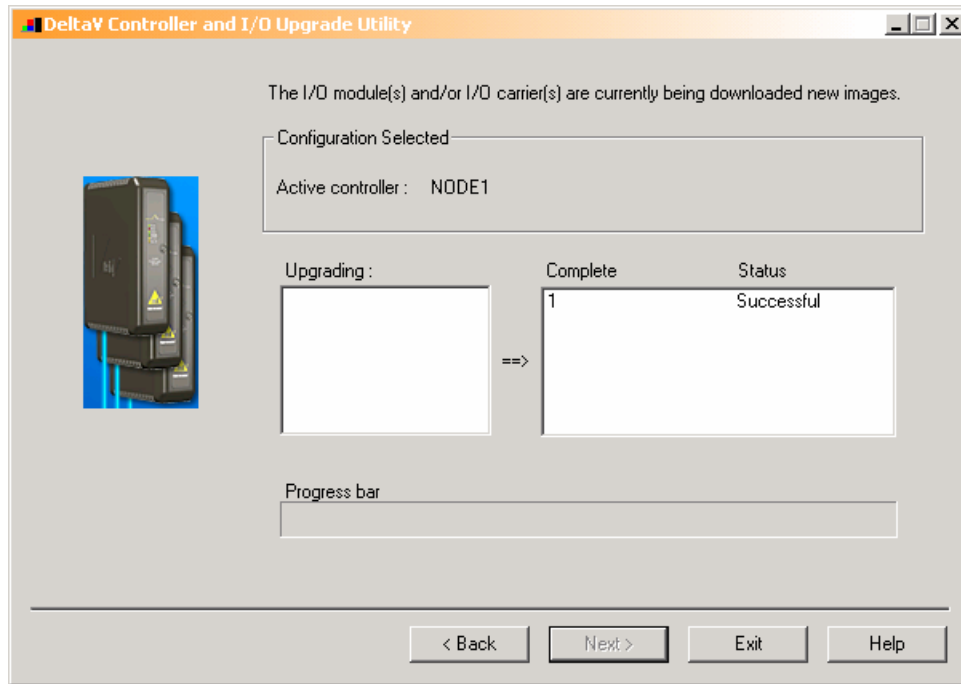 DeltaV Controller and I/O Upgrade Utility
The I/O module(s) and/or I/O carrier(s) are currently being downloaded new images.
Configuration Selected
Active controller : NODE1
Upgrading :
Complete Status
1 Successful
==>
Progress bar
< Back Next > Exit Help